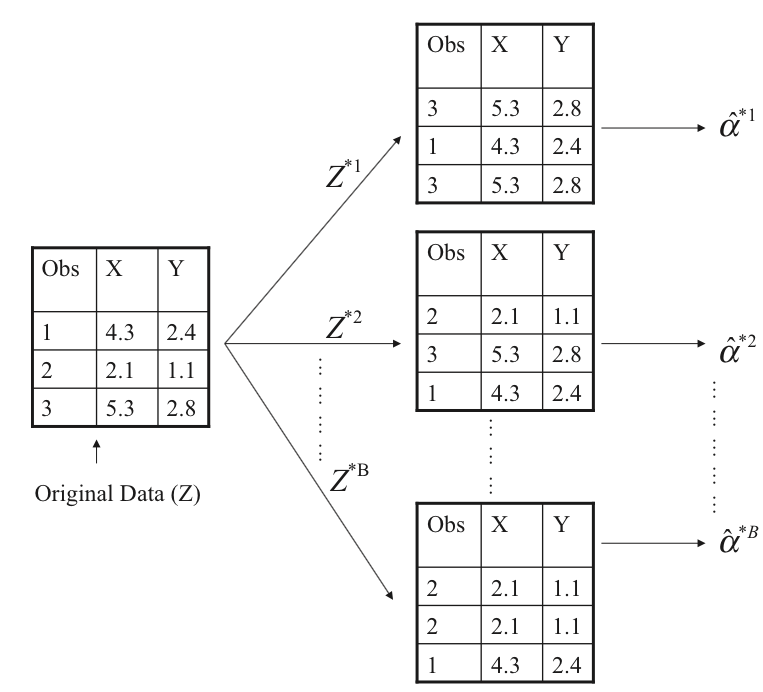 Obs X Y
1 4.3 2.4
2 2.1 1.1
3 5.3 2.8
Original Data (Z)
Z*1
Obs X Y
3 5.3 2.8
1 4.3 2.4
3 5.3 2.8
α̂*1
Z*2
Obs X Y
2 2.1 1.1
3 5.3 2.8
1 4.3 2.4
α̂*2
Z*B
Obs X Y
2 2.1 1.1
2 2.1 1.1
1 4.3 2.4
α̂*B